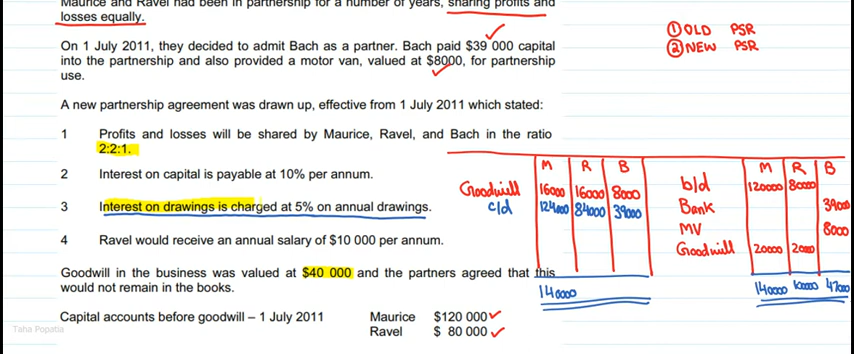 Maurice and Ravel had been in partnership for a number of years, sharing profits and
losses equally.
① OLD PSR
② NEW PSR
On 1 July 2011, they decided to admit Bach as a partner. Bach paid $39 000 capital
into the partnership and also provided a motor van, valued at $8000, for partnership
use.
A new partnership agreement was drawn up, effective from 1 July 2011 which stated:
1 Profits and losses will be shared by Maurice, Ravel, and Bach in the ratio
2:2:1.
2 Interest on capital is payable at 10% per annum.
3 Interest on drawings is charged at 5% on annual drawings.
4 Ravel would receive an annual salary of $10 000 per annum.
Goodwill in the business was valued at $40 000 and the partners agreed that this
would not remain in the books.
Capital accounts before goodwill – 1 July 2011 Maurice $120 000
Ravel $ 80 000
M R B M R B
Goodwill 16000 16000 8000 b/d 120000 80000
c/d 124000 84000 39000 Bank 39000
MV 8000
Goodwill 20000
140000 140000 47000
Taha Popatia